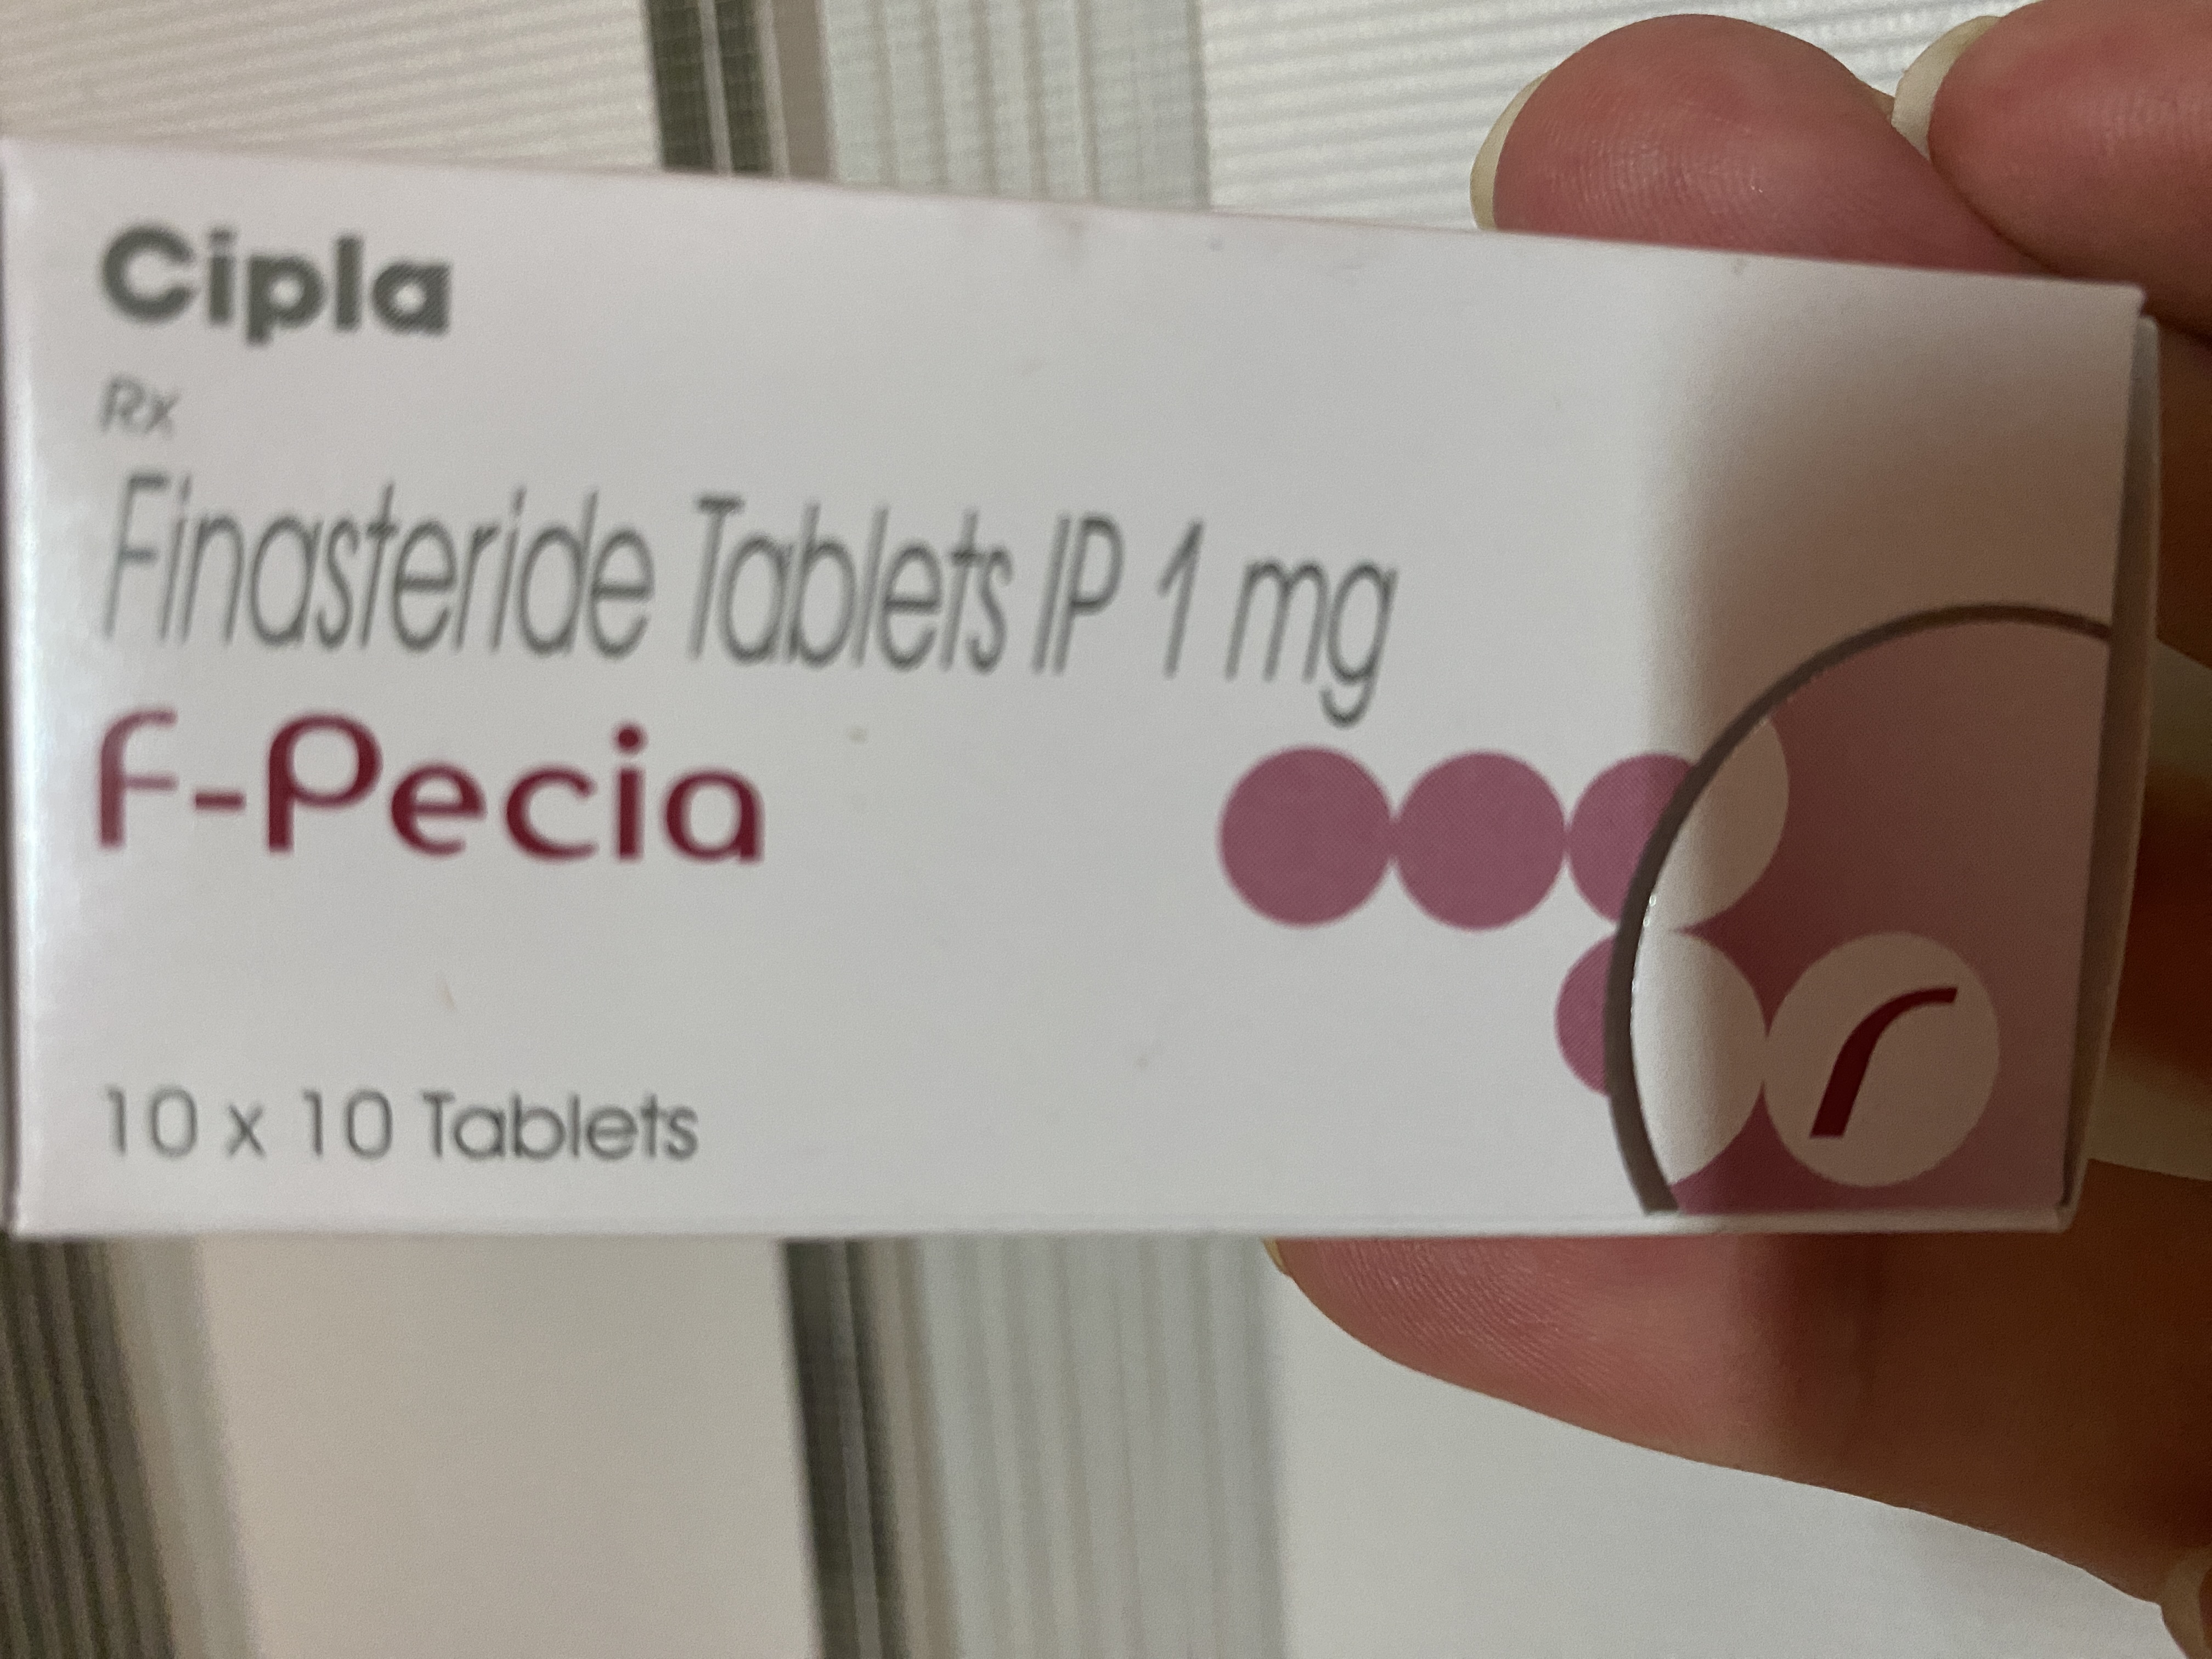 Cipla
Rx
Finasteride Tablets IP 1 mg
F-Pecia
10 x 10 Tablets